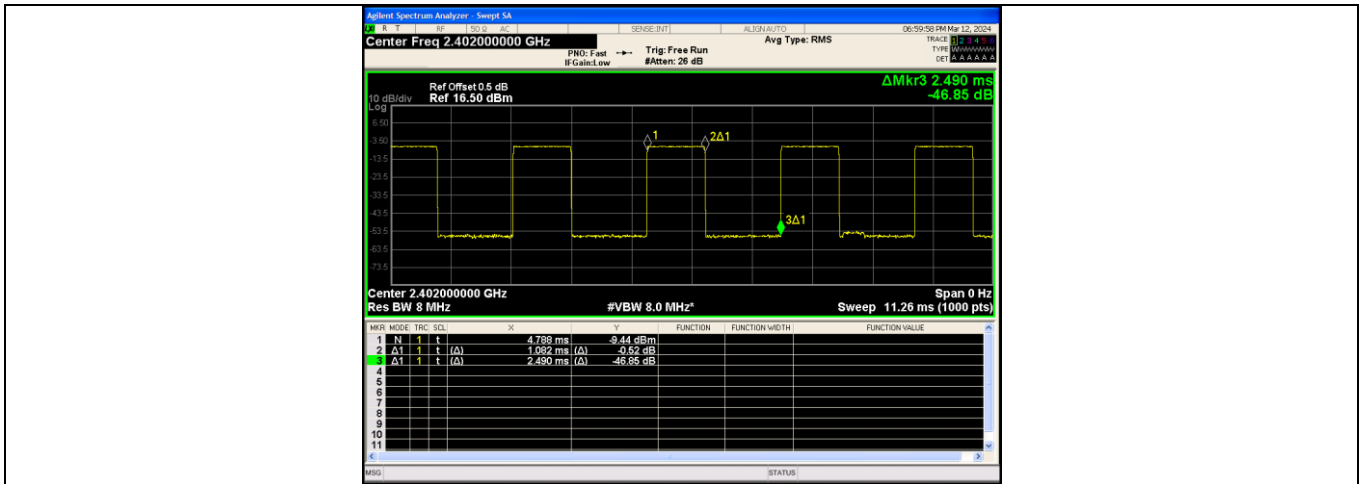 Agilent Spectrum Analyzer - Swept SA
R T RF 50 Ω AC SENSE:INT ALIGN AUTO 06:59:58 PM Mar 12, 2024
Center Freq 2.402000000 GHz
PNO: Fast
IFGain:Low
Trig: Free Run
#Atten: 26 dB
Avg Type: RMS
TRACE 1 2 3 4 5 6
TYPE
DET A A A A A A
ΔMkr3 2.490 ms
-46.85 dB
Ref Offset 0.5 dB
10 dB/div Ref 16.50 dBm
Log
6.50
-3.50
-13.5
-23.5
-33.5
-43.5
-53.5
-63.5
-73.5
1
2Δ1
3Δ1
Center 2.402000000 GHz Span 0 Hz
Res BW 8 MHz #VBW 8.0 MHz* Sweep 11.26 ms (1000 pts)
MKR MODE TRC SCL X Y FUNCTION FUNCTION WIDTH FUNCTION VALUE
1 N 1 t 4.788 ms -9.44 dBm
2 Δ1 1 t (Δ) 1.082 ms (Δ) -0.52 dB
3 Δ1 1 t (Δ) 2.490 ms (Δ) -46.85 dB
4
5
6
7
8
9
10
11
MSG STATUS